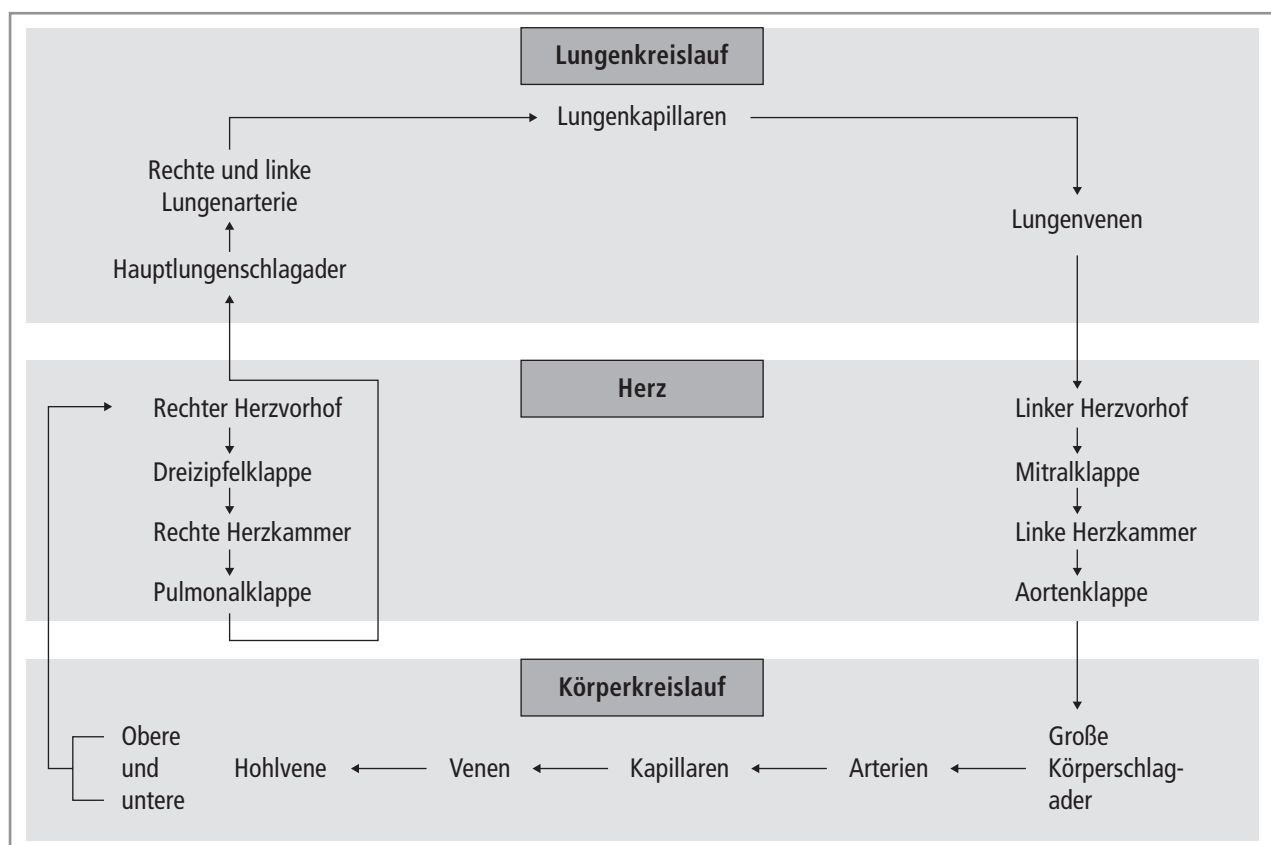 Lungenkreislauf
Lungenkapillaren
Rechte und linke
Lungenarterie
Lungenvenen
Hauptlungenschlagader
Herz
Rechter Herzvorhof
Linker Herzvorhof
Dreizipfelklappe
Mitralklappe
Rechte Herzkammer
Linke Herzkammer
Pulmonalklappe
Aortenklappe
Körperkreislauf
Obere
und
untere
Hohlvene
Venen
Kapillaren
Arterien
Große
Körperschlag-
ader